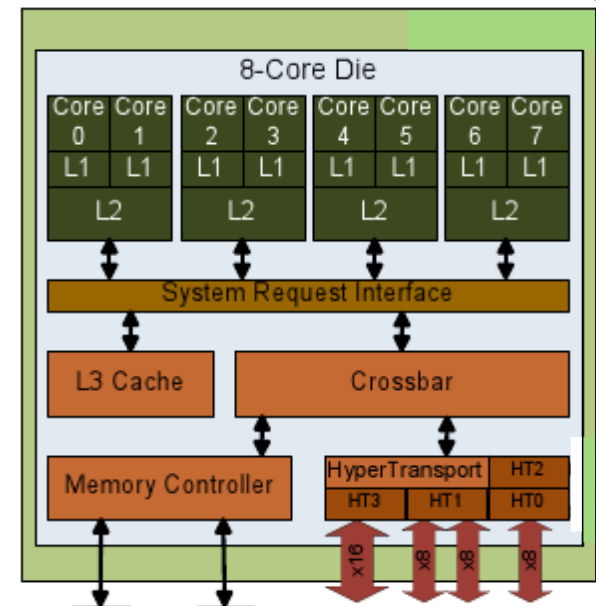 8-Core Die
Core Core Core Core Core Core Core Core
0 1 2 3 4 5 6 7
L1 L1 L1 L1 L1 L1 L1 L1
L2 L2 L2 L2
System Request Interface
L3 Cache Crossbar
Memory Controller HyperTransport HT2
HT3 HT1 HT0
x16 x8 x8 x8